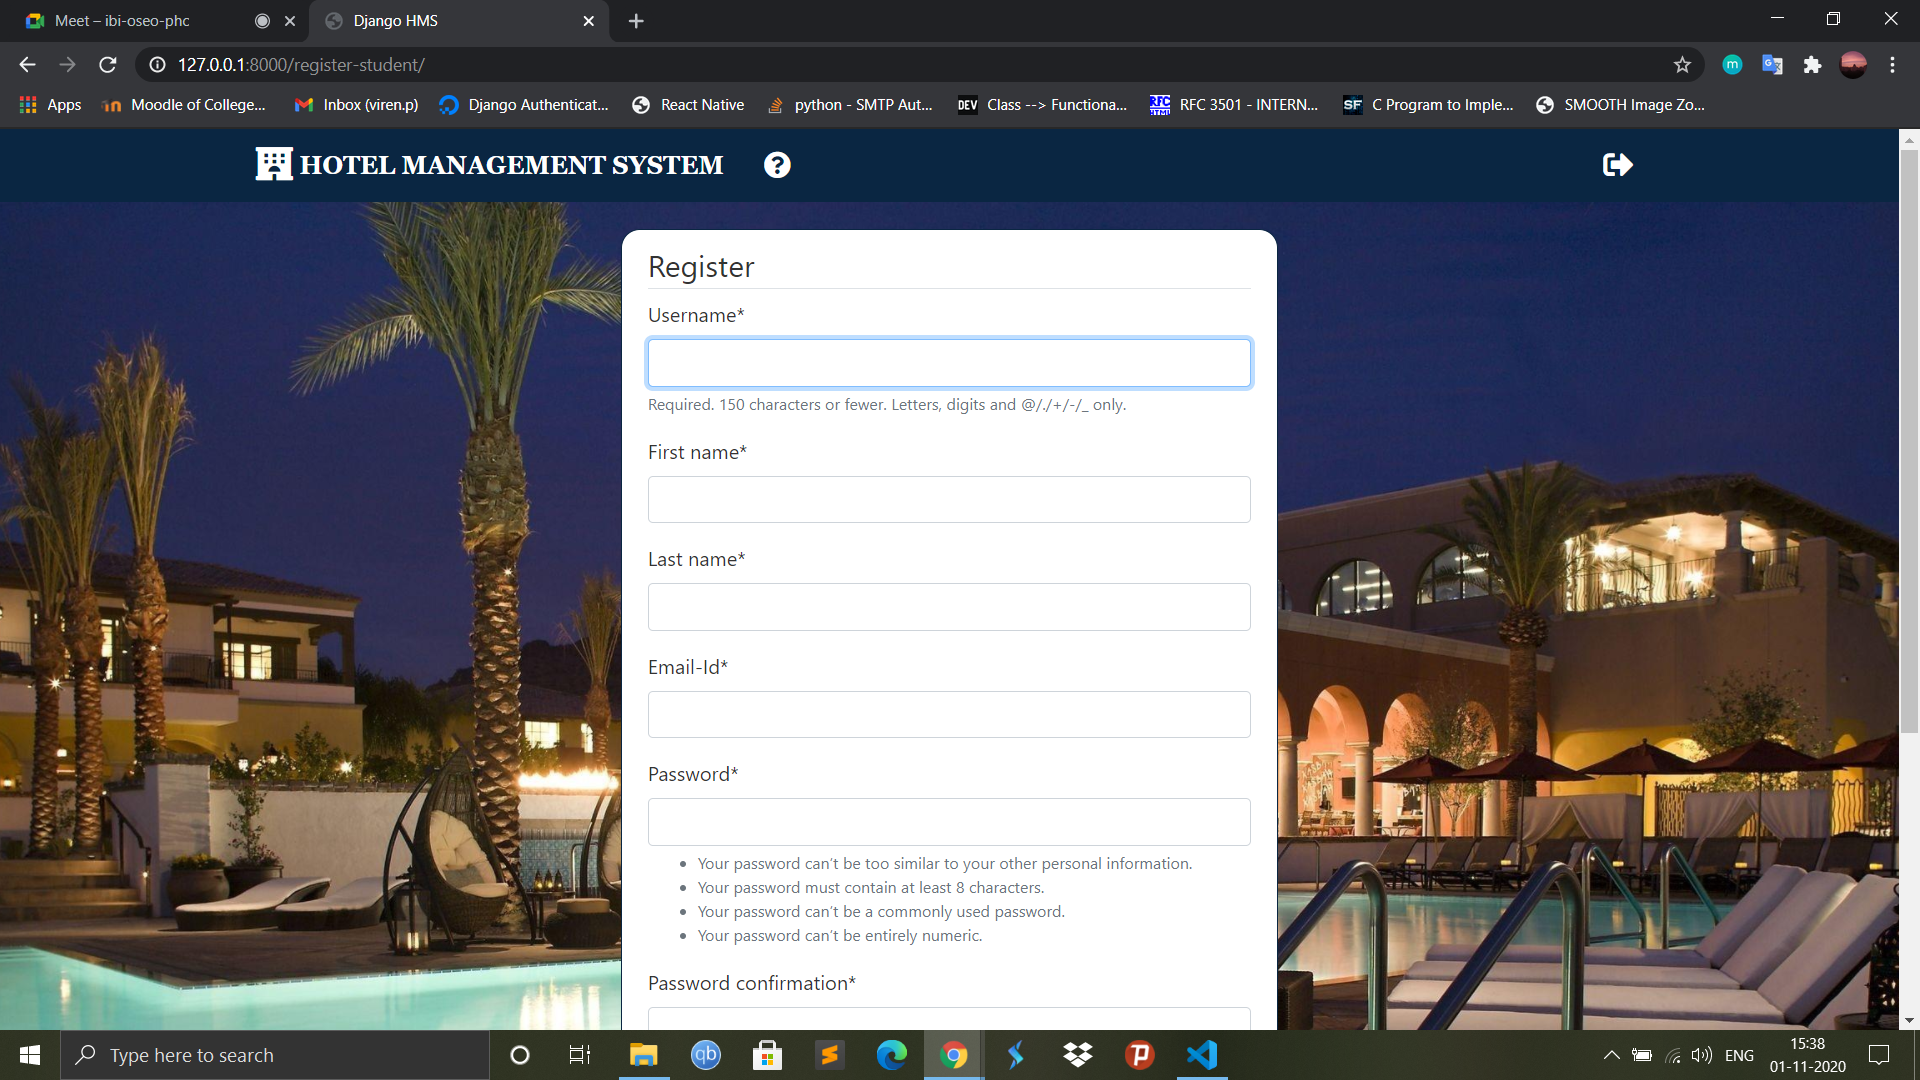 Meet – ibi-oseo-phc
Django HMS
127.0.0.1:8000/register-student/
m
Apps
Moodle of College...
Inbox (viren.p)
Django Authenticat...
React Native
python - SMTP Aut...
DEV
Class --> Functiona...
RFC HTML
RFC 3501 - INTERN...
SF
C Program to Imple...
SMOOTH Image Zo...
HOTEL MANAGEMENT SYSTEM
?
Register
Username*
Required. 150 characters or fewer. Letters, digits and @/./+/-/_ only.
First name*
Last name*
Email-Id*
Password*
Your password can't be too similar to your other personal information.
Your password must contain at least 8 characters.
Your password can't be a commonly used password.
Your password can't be entirely numeric.
Password confirmation*
Type here to search
qb
ENG
15:38
01-11-2020